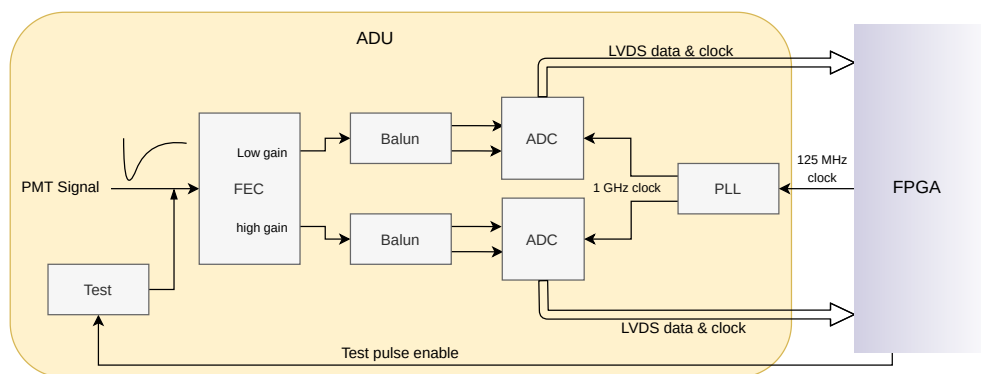 ADU
LVDS data & clock
Balun
ADC
Low gain
PMT Signal
FEC
1 GHz clock
PLL
125 MHz
clock
FPGA
high gain
Balun
ADC
Test
LVDS data & clock
Test pulse enable